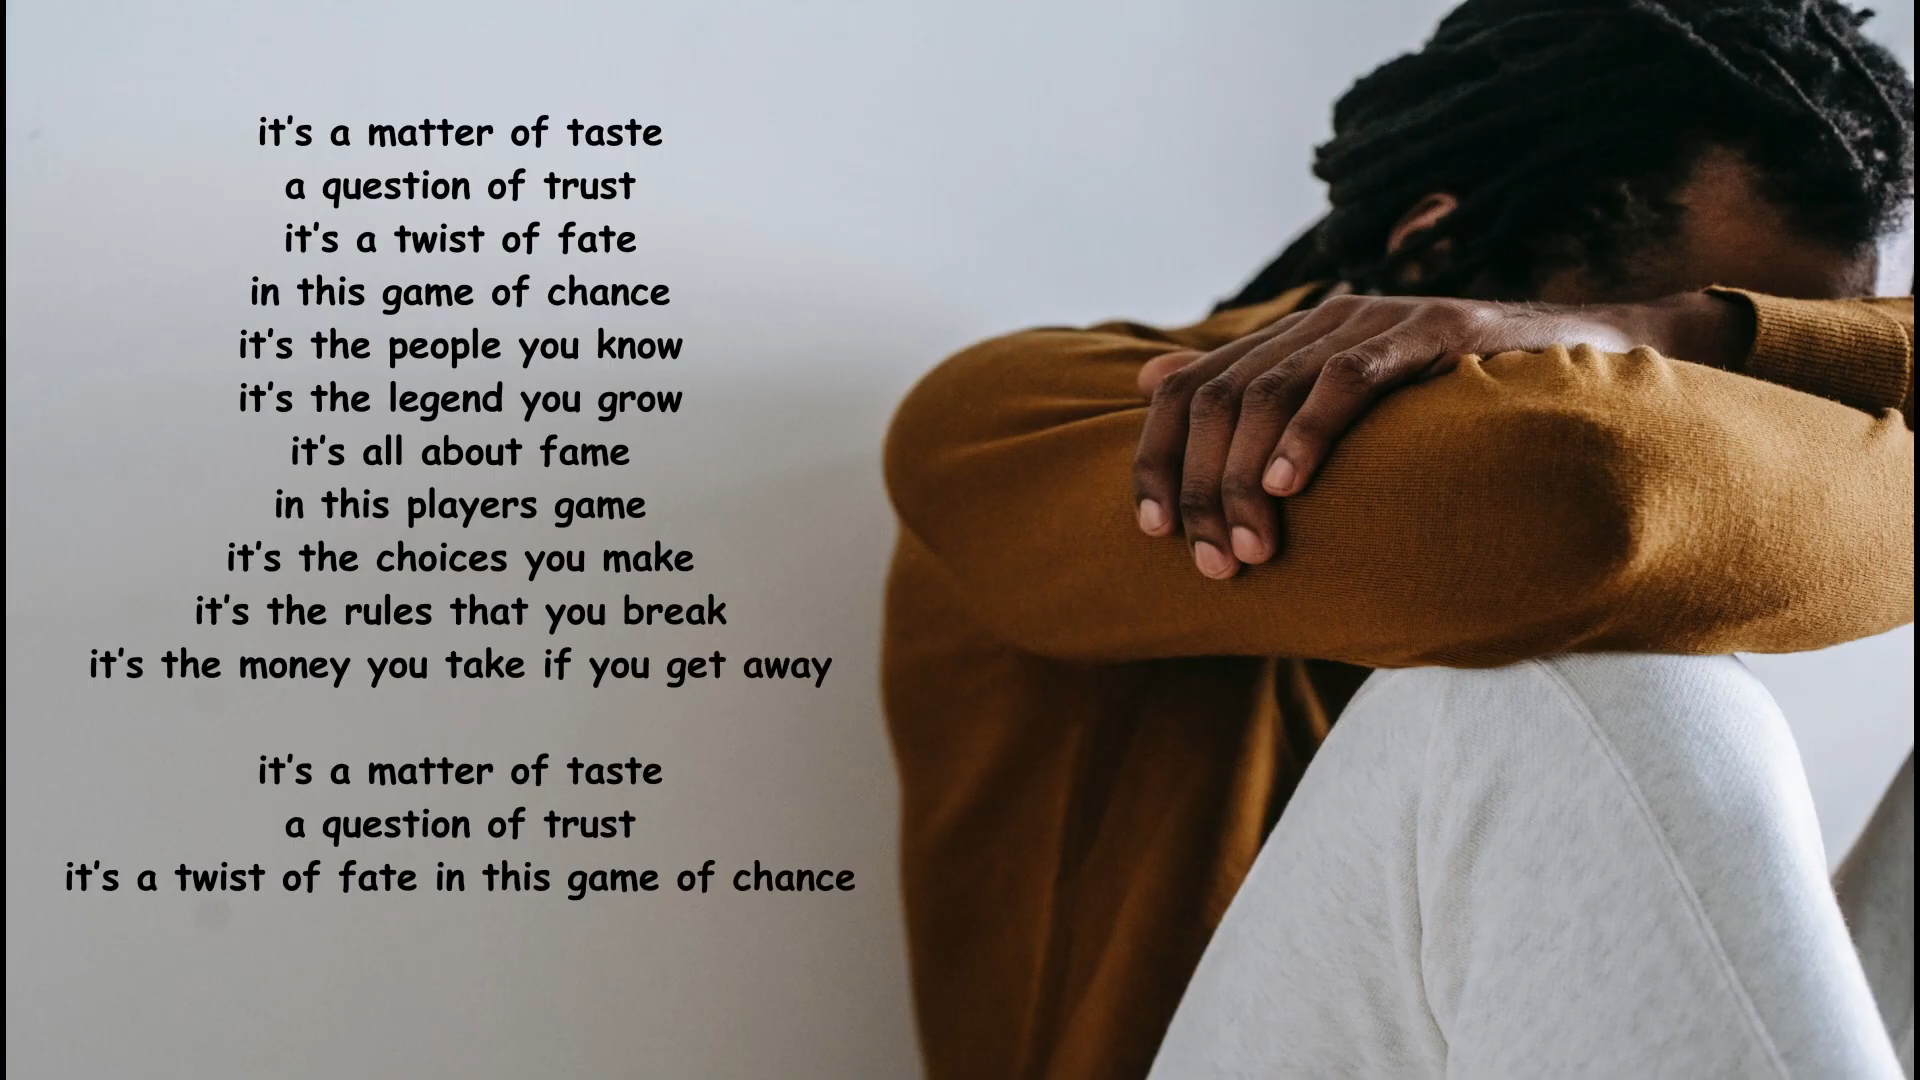 it's a matter of taste
a question of trust
it's a twist of fate
in this game of chance
it's the people you know
it's the legend you grow
it's all about fame
in this players game
it's the choices you make
it's the rules that you break
it's the money you take if you get away
it's a matter of taste
a question of trust
it's a twist of fate in this game of chance